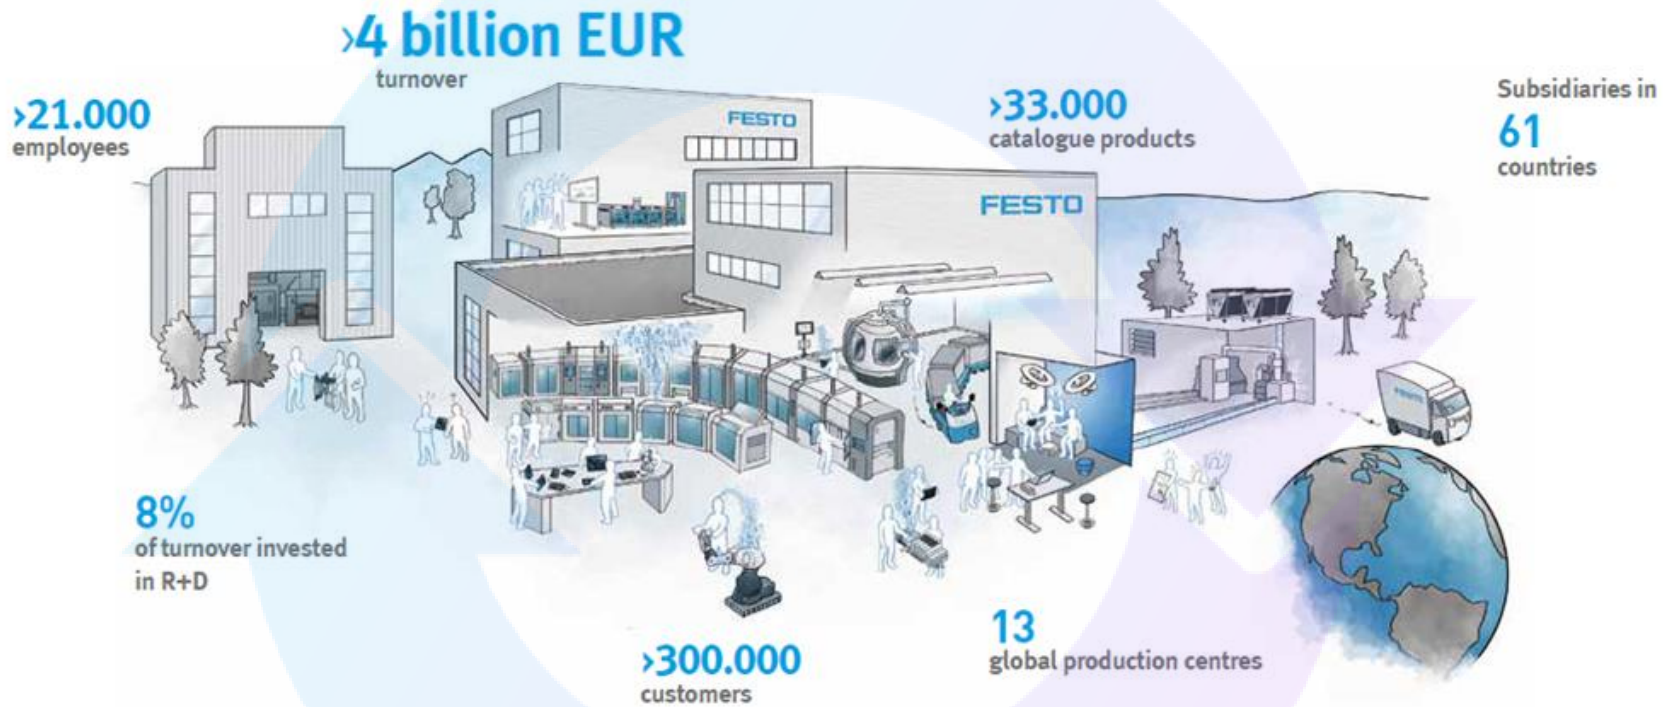 >4 billion EUR
turnover
>21.000
employees
>33.000
catalogue products
Subsidiaries in
61
countries
FESTO
FESTO
FESTO
8%
of turnover invested
in R+D
13
global production centres
>300.000
customers